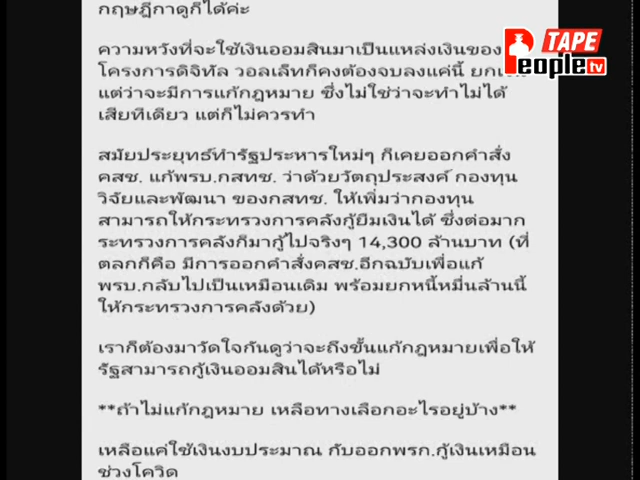 กฤษฎีกาดูก็ได้ค่ะ
TAPE
People tv
ความหวังที่จะใช้เงินออมสินมาเป็นแหล่งเงินของ
โครงการดิจิทัล วอลเล็ทก็คงต้องจบลงแค่นี้
แต่ว่าจะมีการแก้กฎหมาย ซึ่งไม่ใช่ว่าจะทำไม่ได้
เสียทีเดียว แต่ก็ไม่ควรทำ
สมัยประยุทธ์ทำรัฐประหารใหม่ๆ ก็เคยออกคำสั่ง
คสช. แก้พรบ.กสทช. ว่าด้วยวัตถุประสงค์ กองทุน
วิจัยและพัฒนา ของกสทช. ให้เพิ่มว่ากองทุน
สามารถให้กระทรวงการคลังกู้ยืมเงินได้ ซึ่งต่อมาก
ระทรวงการคลังก็มากู้ไปจริงๆ 14,300 ล้านบาท (ที่
ตลกก็คือ มีการออกคำสั่งคสช.อีกฉบับเพื่อแก้
พรบ.กลับไปเป็นเหมือนเดิม พร้อมยกหนี้หมื่นล้านนี้
ให้กระทรวงการคลังด้วย)
เราก็ต้องมาวัดใจกันดูว่าจะถึงขั้นแก้กฎหมายเพื่อให้
รัฐสามารถกู้เงินออมสินได้หรือไม่
**ถ้าไม่แก้กฎหมาย เหลือทางเลือกอะไรอยู่บ้าง**
เหลือแค่ใช้เงินงบประมาณ กับออกพรก.กู้เงินเหมือน
ช่วงโควิด